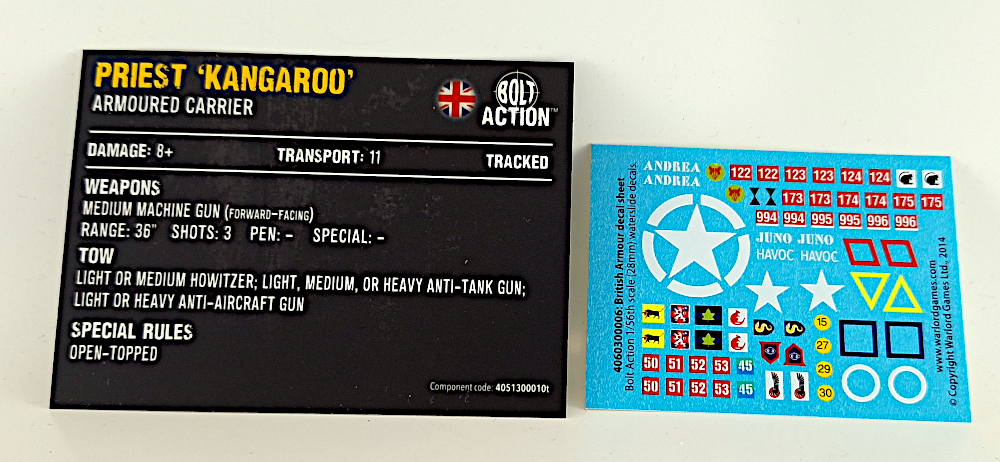 PRIEST 'KANGAROO'
ARMOURED CARRIER
BOLT
ACTION™
DAMAGE: 8+ TRANSPORT: 11 TRACKED
WEAPONS
MEDIUM MACHINE GUN (FORWARD-FACING)
RANGE: 36" SHOTS: 3 PEN: - SPECIAL: -
TOW
LIGHT OR MEDIUM HOWITZER; LIGHT, MEDIUM, OR HEAVY ANTI-TANK GUN;
LIGHT OR HEAVY ANTI-AIRCRAFT GUN
SPECIAL RULES
OPEN-TOPPED
Component code: 4051300010t
4060300006: British Armour decal sheet
Bolt Action 1/56th scale (28mm) waterslide decals.
ANDREA
ANDREA
122 122 123 123 124 124
173 173 174 174 175 175
994 994 995 995 996 996
JUNO JUNO
HAVOC HAVOC
15
27
29
30
50 51 52 53 45
50 51 52 53 45
www.warlordgames.com
© Copyright Warlord Games Ltd., 2014